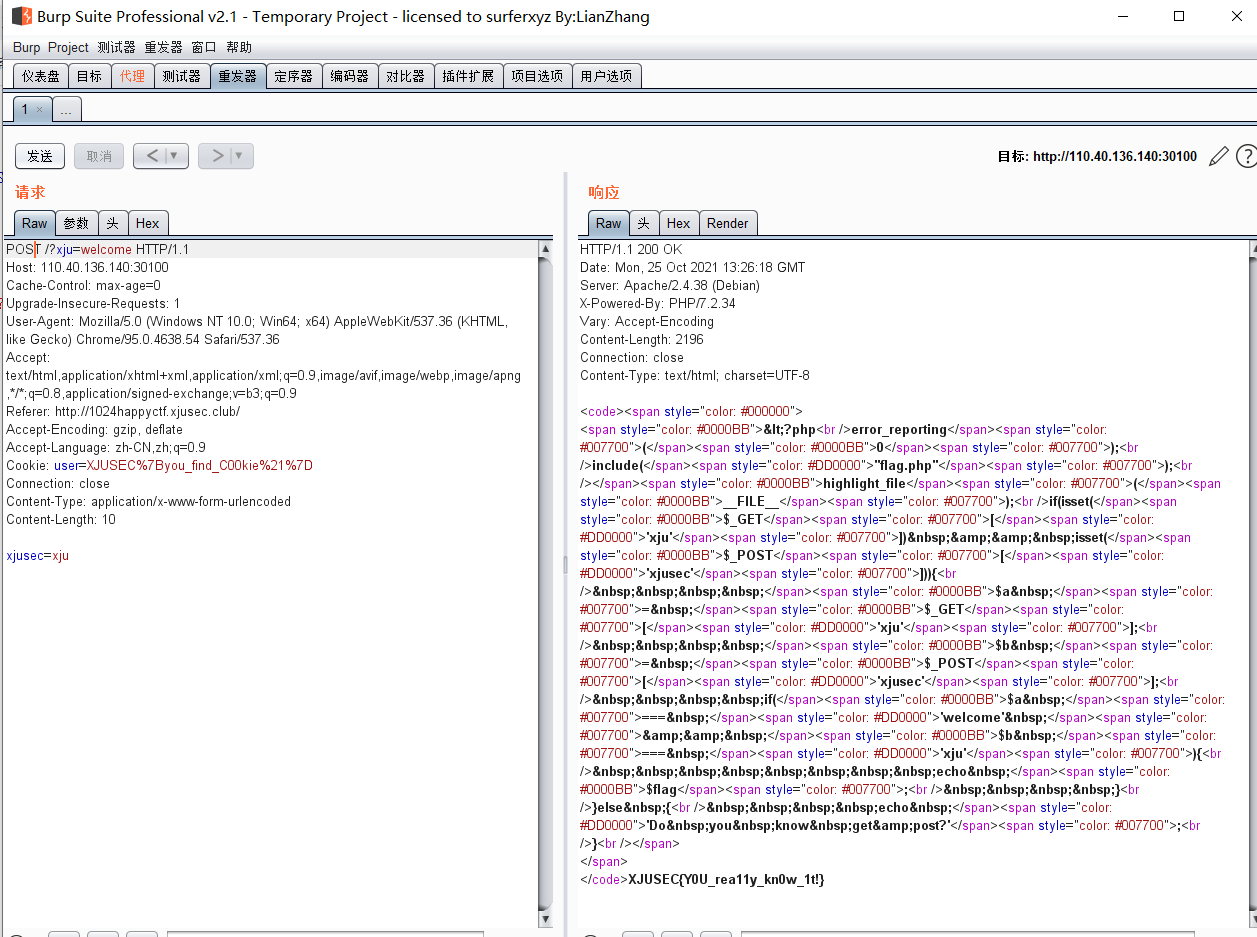 Burp Suite Professional v2.1 - Temporary Project - licensed to surferxyz By:LianZhang
Burp Project 测试器 重发器 窗口 帮助
仪表盘 目标 代理 测试器 重发器 定序器 编码器 对比器 插件扩展 项目选项 用户选项
1 × ...
发送 取消 < ▼ > ▼ 目标: http://110.40.136.140:30100 ?
请求
Raw 参数 头 Hex
POST /?xju=welcome HTTP/1.1
Host: 110.40.136.140:30100
Cache-Control: max-age=0
Upgrade-Insecure-Requests: 1
User-Agent: Mozilla/5.0 (Windows NT 10.0; Win64; x64) AppleWebKit/537.36 (KHTML,
like Gecko) Chrome/95.0.4638.54 Safari/537.36
Accept:
text/html,application/xhtml+xml,application/xml;q=0.9,image/avif,image/webp,image/apng
,*/*;q=0.8,application/signed-exchange;v=b3;q=0.9
Referer: http://1024happyctf.xjusec.club/
Accept-Encoding: gzip, deflate
Accept-Language: zh-CN,zh;q=0.9
Cookie: user=XJUSEC%7Byou_find_C00kie%21%7D
Connection: close
Content-Type: application/x-www-form-urlencoded
Content-Length: 10
xjusec=xju
响应
Raw 头 Hex Render
HTTP/1.1 200 OK
Date: Mon, 25 Oct 2021 13:26:18 GMT
Server: Apache/2.4.38 (Debian)
X-Powered-By: PHP/7.2.34
Vary: Accept-Encoding
Content-Length: 2196
Connection: close
Content-Type: text/html; charset=UTF-8
<code><span style="color: #000000">
<span style="color: #0000BB">&lt;?php<br />error_reporting</span><span style="color:
#007700">(</span><span style="color: #0000BB">0</span><span style="color: #007700">);<br
/>include(</span><span style="color: #DD0000">"flag.php"</span><span style="color: #007700">);<br
/></span><span style="color: #0000BB">highlight_file</span><span style="color: #007700">(</span><span
style="color: #0000BB">__FILE__</span><span style="color: #007700">);<br />if(isset(</span><span
style="color: #0000BB">$_GET</span><span style="color: #007700">[</span><span style="color:
#DD0000">'xju'</span><span style="color: #007700">])&nbsp;&amp;&amp;&nbsp;isset(</span><span
style="color: #0000BB">$_POST</span><span style="color: #007700">[</span><span style="color:
#DD0000">'xjusec'</span><span style="color: #007700">])){<br
/>&nbsp;&nbsp;&nbsp;&nbsp;</span><span style="color: #0000BB">$a&nbsp;</span><span style="color:
#007700">=&nbsp;</span><span style="color: #0000BB">$_GET</span><span style="color:
#007700">[</span><span style="color: #DD0000">'xju'</span><span style="color: #007700">];<br
/>&nbsp;&nbsp;&nbsp;&nbsp;</span><span style="color: #0000BB">$b&nbsp;</span><span style="color:
#007700">=&nbsp;</span><span style="color: #0000BB">$_POST</span><span style="color:
#007700">[</span><span style="color: #DD0000">'xjusec'</span><span style="color: #007700">];<br
/>&nbsp;&nbsp;&nbsp;&nbsp;if(</span><span style="color: #0000BB">$a&nbsp;</span><span style="color:
#007700">===&nbsp;</span><span style="color: #DD0000">'welcome'&nbsp;</span><span style="color:
#007700">&amp;&amp;&nbsp;</span><span style="color: #0000BB">$b&nbsp;</span><span style="color:
#007700">===&nbsp;</span><span style="color: #DD0000">'xju'</span><span style="color: #007700">){<br
/>&nbsp;&nbsp;&nbsp;&nbsp;&nbsp;&nbsp;&nbsp;&nbsp;echo&nbsp;</span><span style="color:
#0000BB">$flag</span><span style="color: #007700">;<br />&nbsp;&nbsp;&nbsp;&nbsp;}<br
/>}else&nbsp;{<br />&nbsp;&nbsp;&nbsp;&nbsp;echo&nbsp;</span><span style="color:
#DD0000">'Do&nbsp;you&nbsp;know&nbsp;get&amp;post?'</span><span style="color: #007700">;<br
/>}<br /></span>
</span>
</code>XJUSEC{Y0U_rea11y_kn0w_1t!}